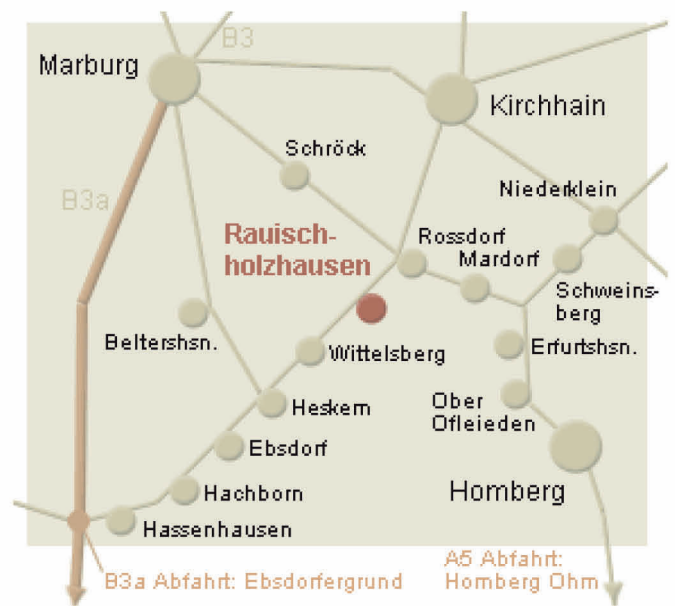 B3
Marburg
Kirchhain
Schröck
Niederklein
B3a
Rauisch-
holzhausen
Rossdorf
Mardorf
Schweins-
berg
Beltershsn.
Wittelsberg
Erfurtshsn.
Heskem
Ober
Ofleieden
Ebsdorf
Hachborn
Homberg
Hassenhausen
A5 Abfahrt:
Homberg Ohm
B3a Abfahrt: Ebsdorfergrund